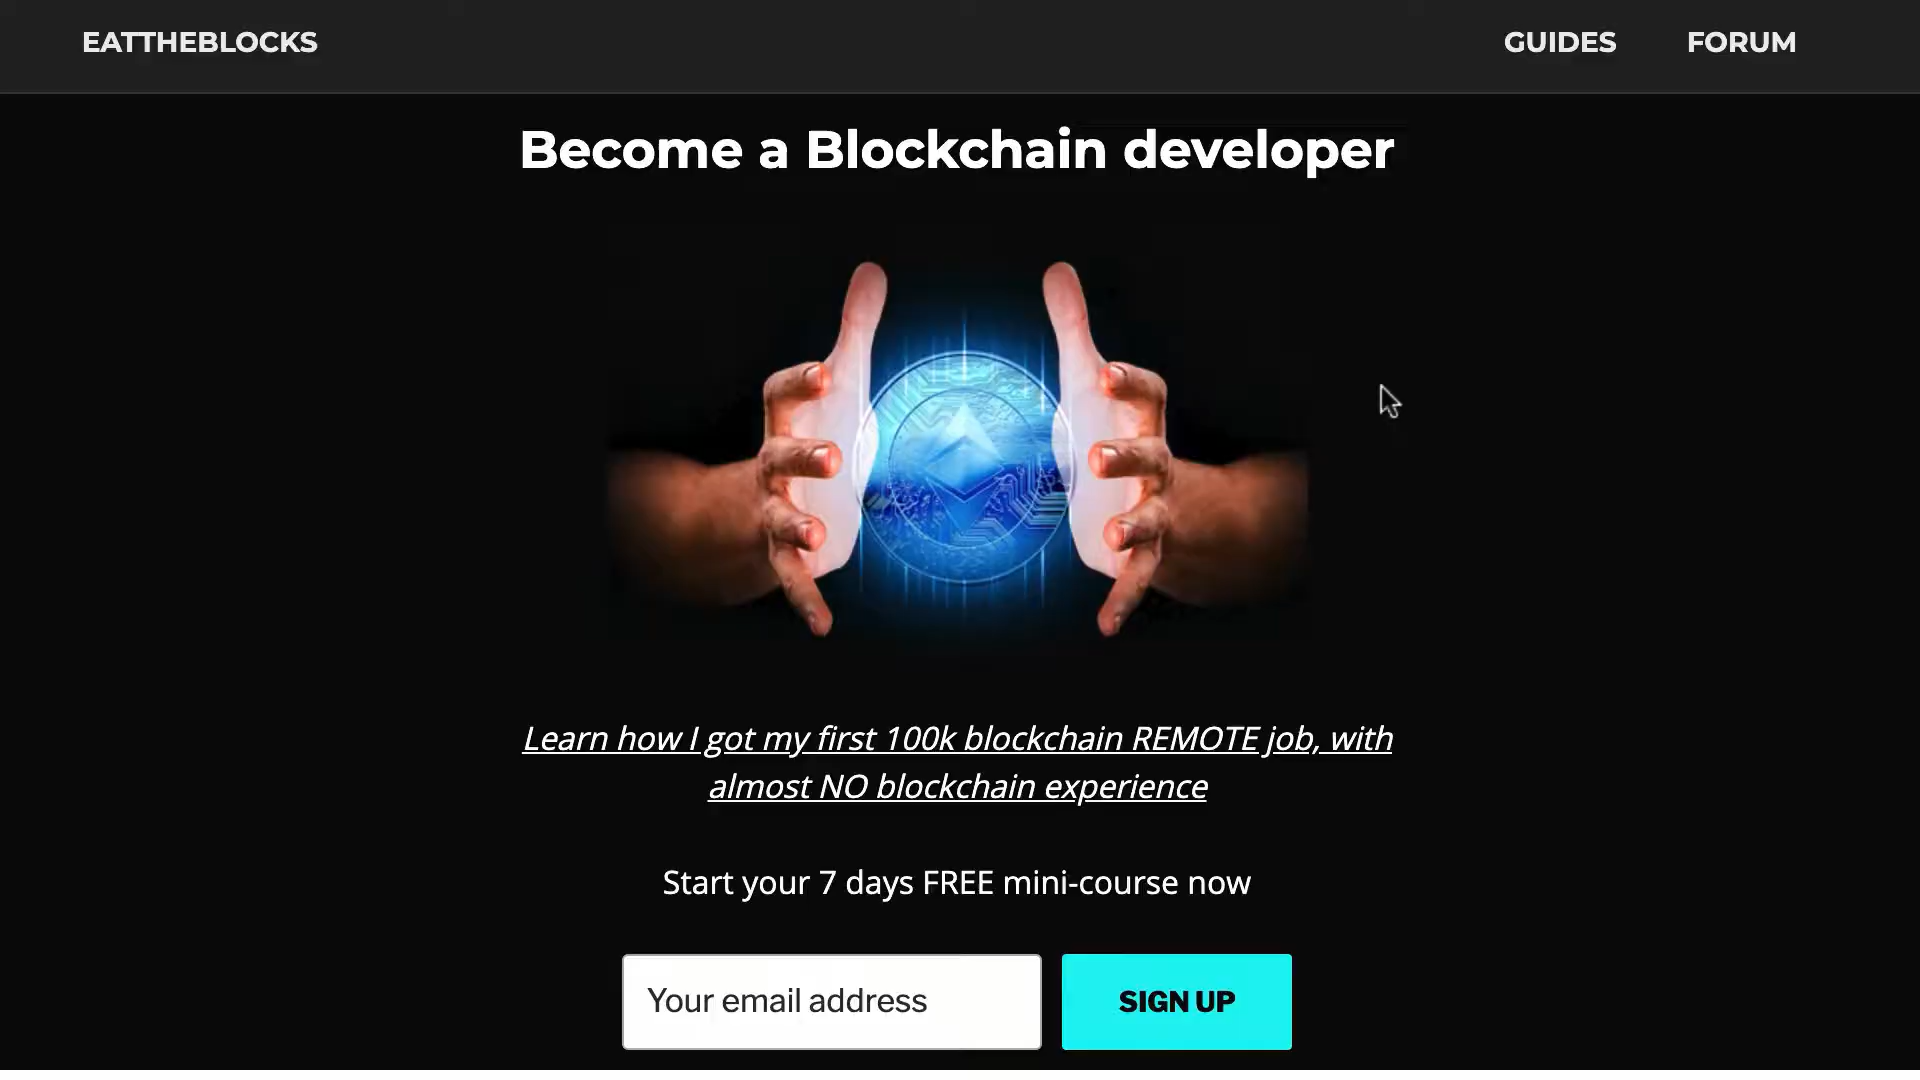 EATTHEBLOCKS
GUIDES
FORUM
Become a Blockchain developer
Learn how I got my first 100k blockchain REMOTE job, with
almost NO blockchain experience
Start your 7 days FREE mini-course now
Your email address
SIGN UP